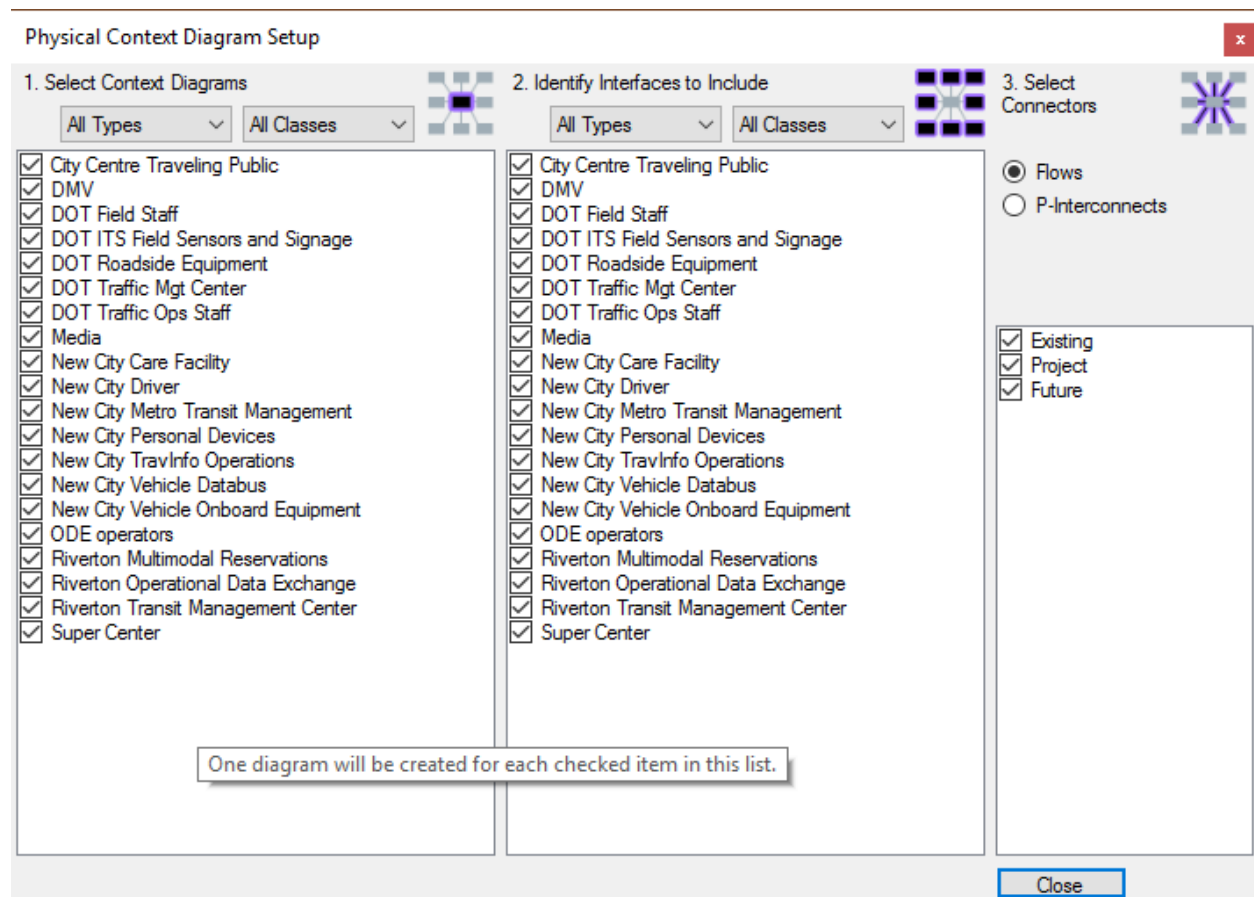 Physical Context Diagram Setup
x
1. Select Context Diagrams
All Types
All Classes
City Centre Traveling Public
DMV
DOT Field Staff
DOT ITS Field Sensors and Signage
DOT Roadside Equipment
DOT Traffic Mgt Center
DOT Traffic Ops Staff
Media
New City Care Facility
New City Driver
New City Metro Transit Management
New City Personal Devices
New City TravInfo Operations
New City Vehicle Databus
New City Vehicle Onboard Equipment
ODE operators
Riverton Multimodal Reservations
Riverton Operational Data Exchange
Riverton Transit Management Center
Super Center
2. Identify Interfaces to Include
All Types
All Classes
City Centre Traveling Public
DMV
DOT Field Staff
DOT ITS Field Sensors and Signage
DOT Roadside Equipment
DOT Traffic Mgt Center
DOT Traffic Ops Staff
Media
New City Care Facility
New City Driver
New City Metro Transit Management
New City Personal Devices
New City TravInfo Operations
New City Vehicle Databus
New City Vehicle Onboard Equipment
ODE operators
Riverton Multimodal Reservations
Riverton Operational Data Exchange
Riverton Transit Management Center
Super Center
One diagram will be created for each checked item in this list.
3. Select
Connectors
Flows
P-Interconnects
Existing
Project
Future
Close